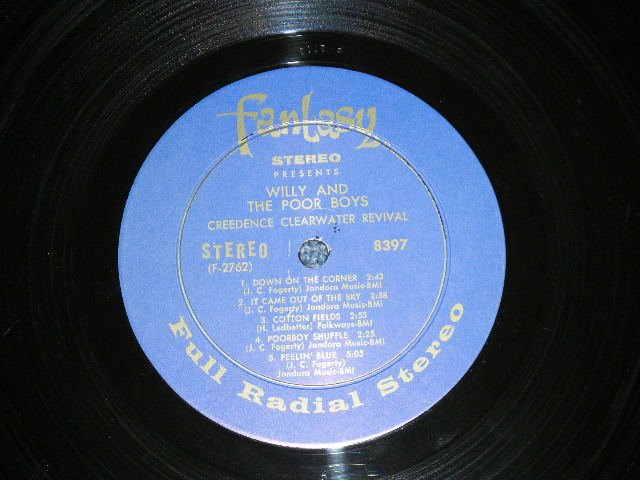 Fantasy
STEREO
PRESENTS
WILLY AND
THE POOR BOYS
CREEDENCE CLEARWATER REVIVAL
STEREO 8397
(F-2762)
1. DOWN ON THE CORNER 2:43
(J. C. Fogerty) Jondora Music-BMI
2. IT CAME OUT OF THE SKY 2:58
(J. C. Fogerty) Jondora Music-BMI
3. COTTON FIELDS 2:53
(H. Ledbetter) Folkways-BMI
4. POORBOY SHUFFLE 2:25
(J. C. Fogerty) Jondora Music-BMI
5. FEELIN' BLUE 5:05
(J. C. Fogerty)
Jondora Music-BMI
Full Radial Stereo